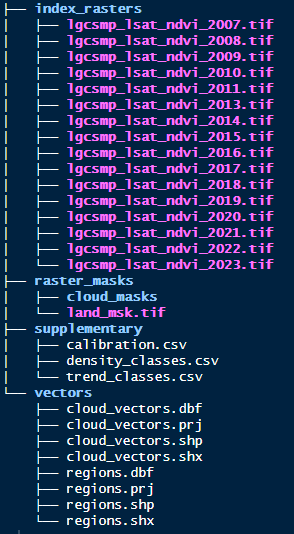 ├── index_rasters
│   ├── lgcsmp_lsat_ndvi_2007.tif
│   ├── lgcsmp_lsat_ndvi_2008.tif
│   ├── lgcsmp_lsat_ndvi_2009.tif
│   ├── lgcsmp_lsat_ndvi_2010.tif
│   ├── lgcsmp_lsat_ndvi_2011.tif
│   ├── lgcsmp_lsat_ndvi_2013.tif
│   ├── lgcsmp_lsat_ndvi_2014.tif
│   ├── lgcsmp_lsat_ndvi_2015.tif
│   ├── lgcsmp_lsat_ndvi_2016.tif
│   ├── lgcsmp_lsat_ndvi_2017.tif
│   ├── lgcsmp_lsat_ndvi_2018.tif
│   ├── lgcsmp_lsat_ndvi_2019.tif
│   ├── lgcsmp_lsat_ndvi_2020.tif
│   ├── lgcsmp_lsat_ndvi_2021.tif
│   ├── lgcsmp_lsat_ndvi_2022.tif
│   └── lgcsmp_lsat_ndvi_2023.tif
├── raster_masks
│   ├── cloud_masks
│   └── land_msk.tif
├── supplementary
│   ├── calibration.csv
│   ├── density_classes.csv
│   └── trend_classes.csv
└── vectors
    ├── cloud_vectors.dbf
    ├── cloud_vectors.prj
    ├── cloud_vectors.shp
    ├── cloud_vectors.shx
    ├── regions.dbf
    ├── regions.prj
    ├── regions.shp
    └── regions.shx